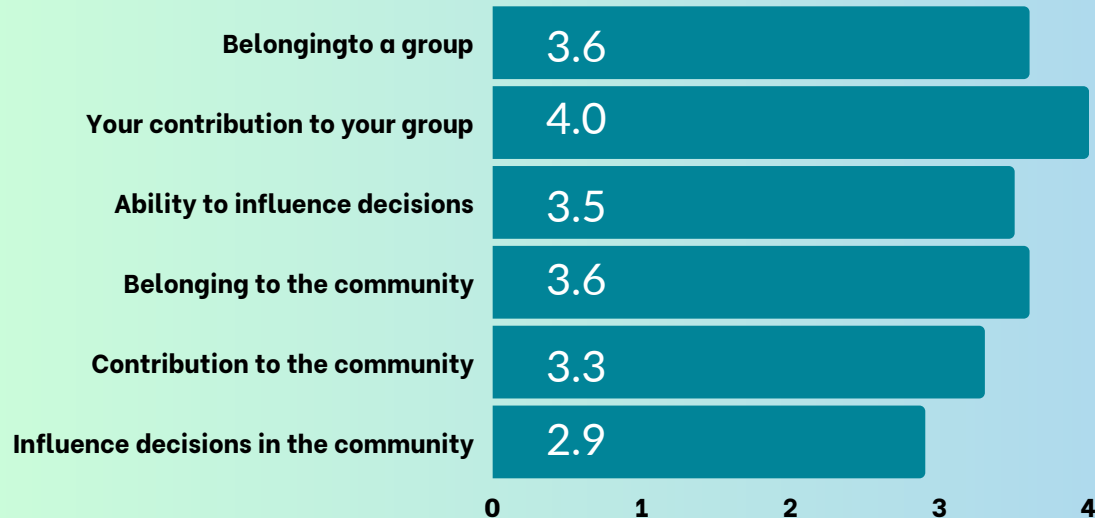 Belongingto a group 3.6
Your contribution to your group 4.0
Ability to influence decisions 3.5
Belonging to the community 3.6
Contribution to the community 3.3
Influence decisions in the community 2.9
0 1 2 3 4